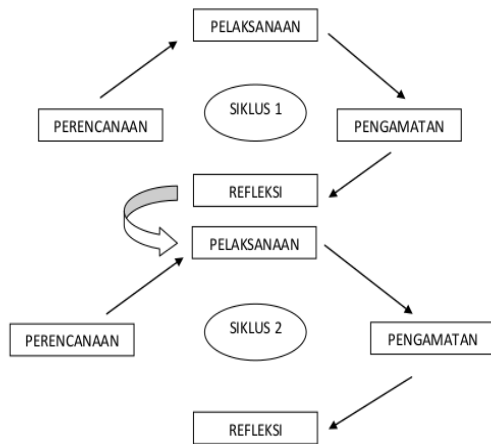 PELAKSANAAN
SIKLUS 1
PERENCANAAN
PENGAMATAN
REFLEKSI
PELAKSANAAN
SIKLUS 2
PERENCANAAN
PENGAMATAN
REFLEKSI